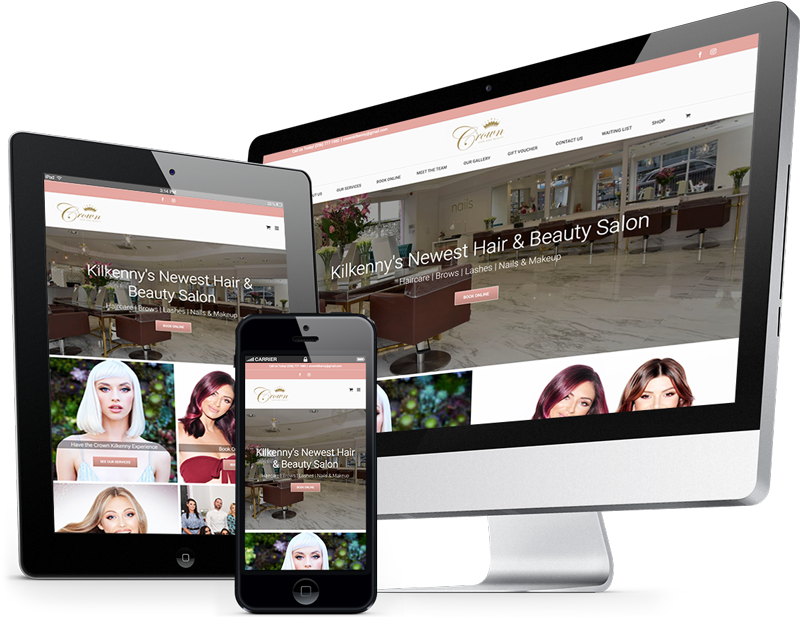 Crown
OUR SERVICES
BOOK ONLINE
MEET THE TEAM
OUR GALLERY
GIFT VOUCHER
CONTACT US
WAITING LIST
SHOP
nails
Kilkenny's Newest Hair & Beauty Salon
Haircare | Brows | Lashes | Nails & Makeup
BOOK ONLINE
iPad
3:14 PM
Crown
Kilkenny's Newest Hair &
Beauty Salon
Haircare | Brows | Lashes | Nails & Makeup
BOOK ONLINE
Have the Crown Kilkenny Experience
SEE OUR SERVICES
Book
CARRIER
Crown
Kilkenny's Newest Hair
& Beauty Salon
Haircare | Brows | Lashes | Nails & Makeup
BOOK ONLINE